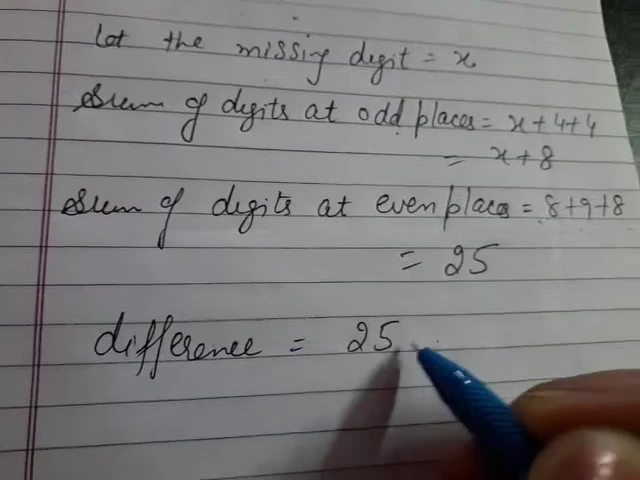 Let the missing digit = x
Sum of digits at odd places = x+4+4
= x+8
Sum of digits at even places = 8+9+8
= 25
difference = 25